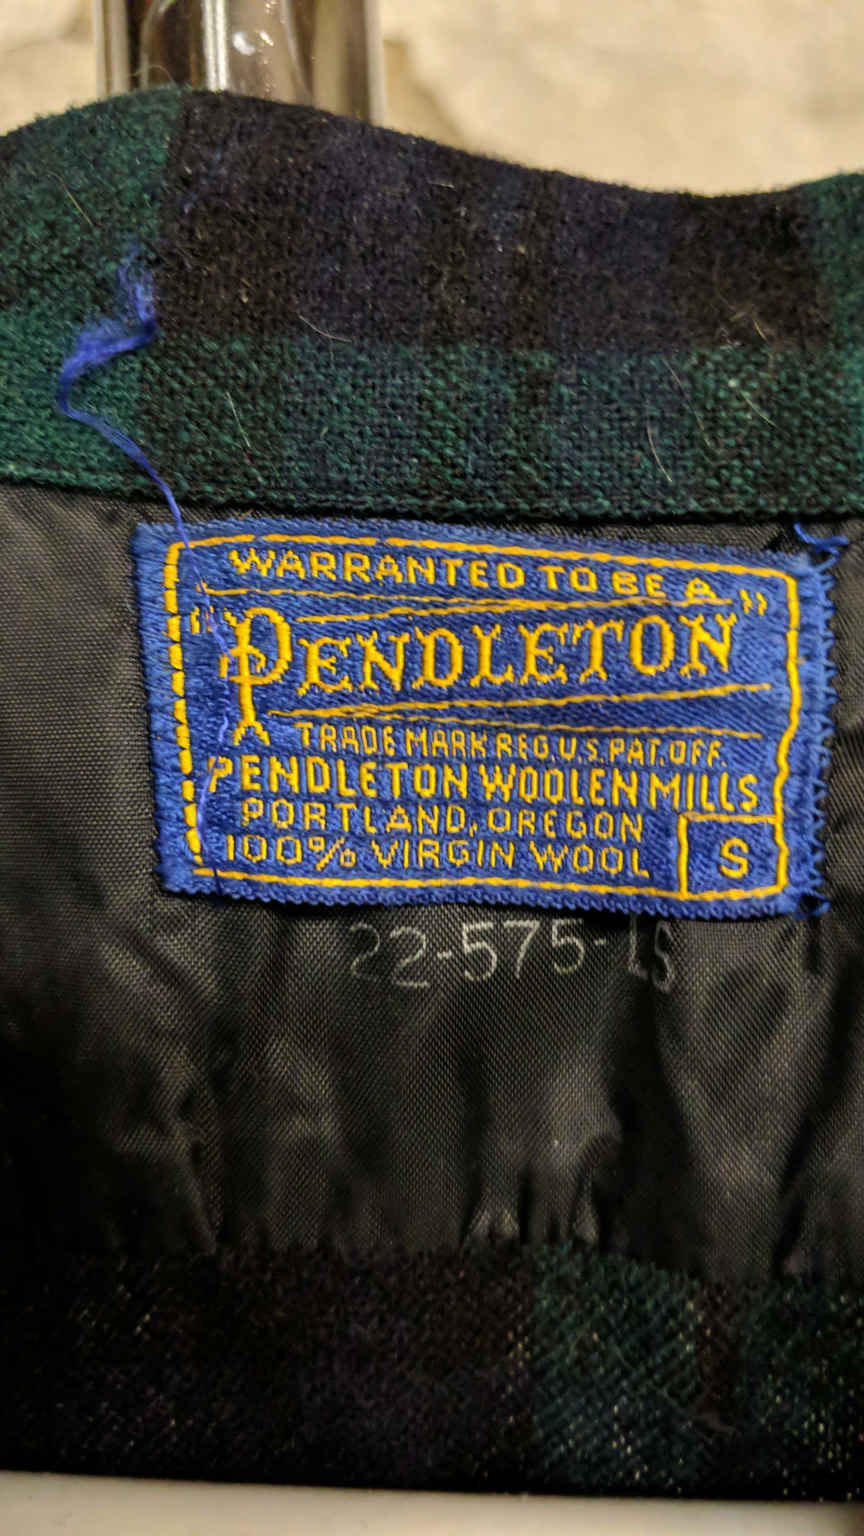 WARRANTED TO BE A
"PENDLETON"
TRADE MARK REG. U.S. PAT. OFF.
PENDLETON WOOLEN MILLS
PORTLAND, OREGON
100% VIRGIN WOOL
S
22-575-LS